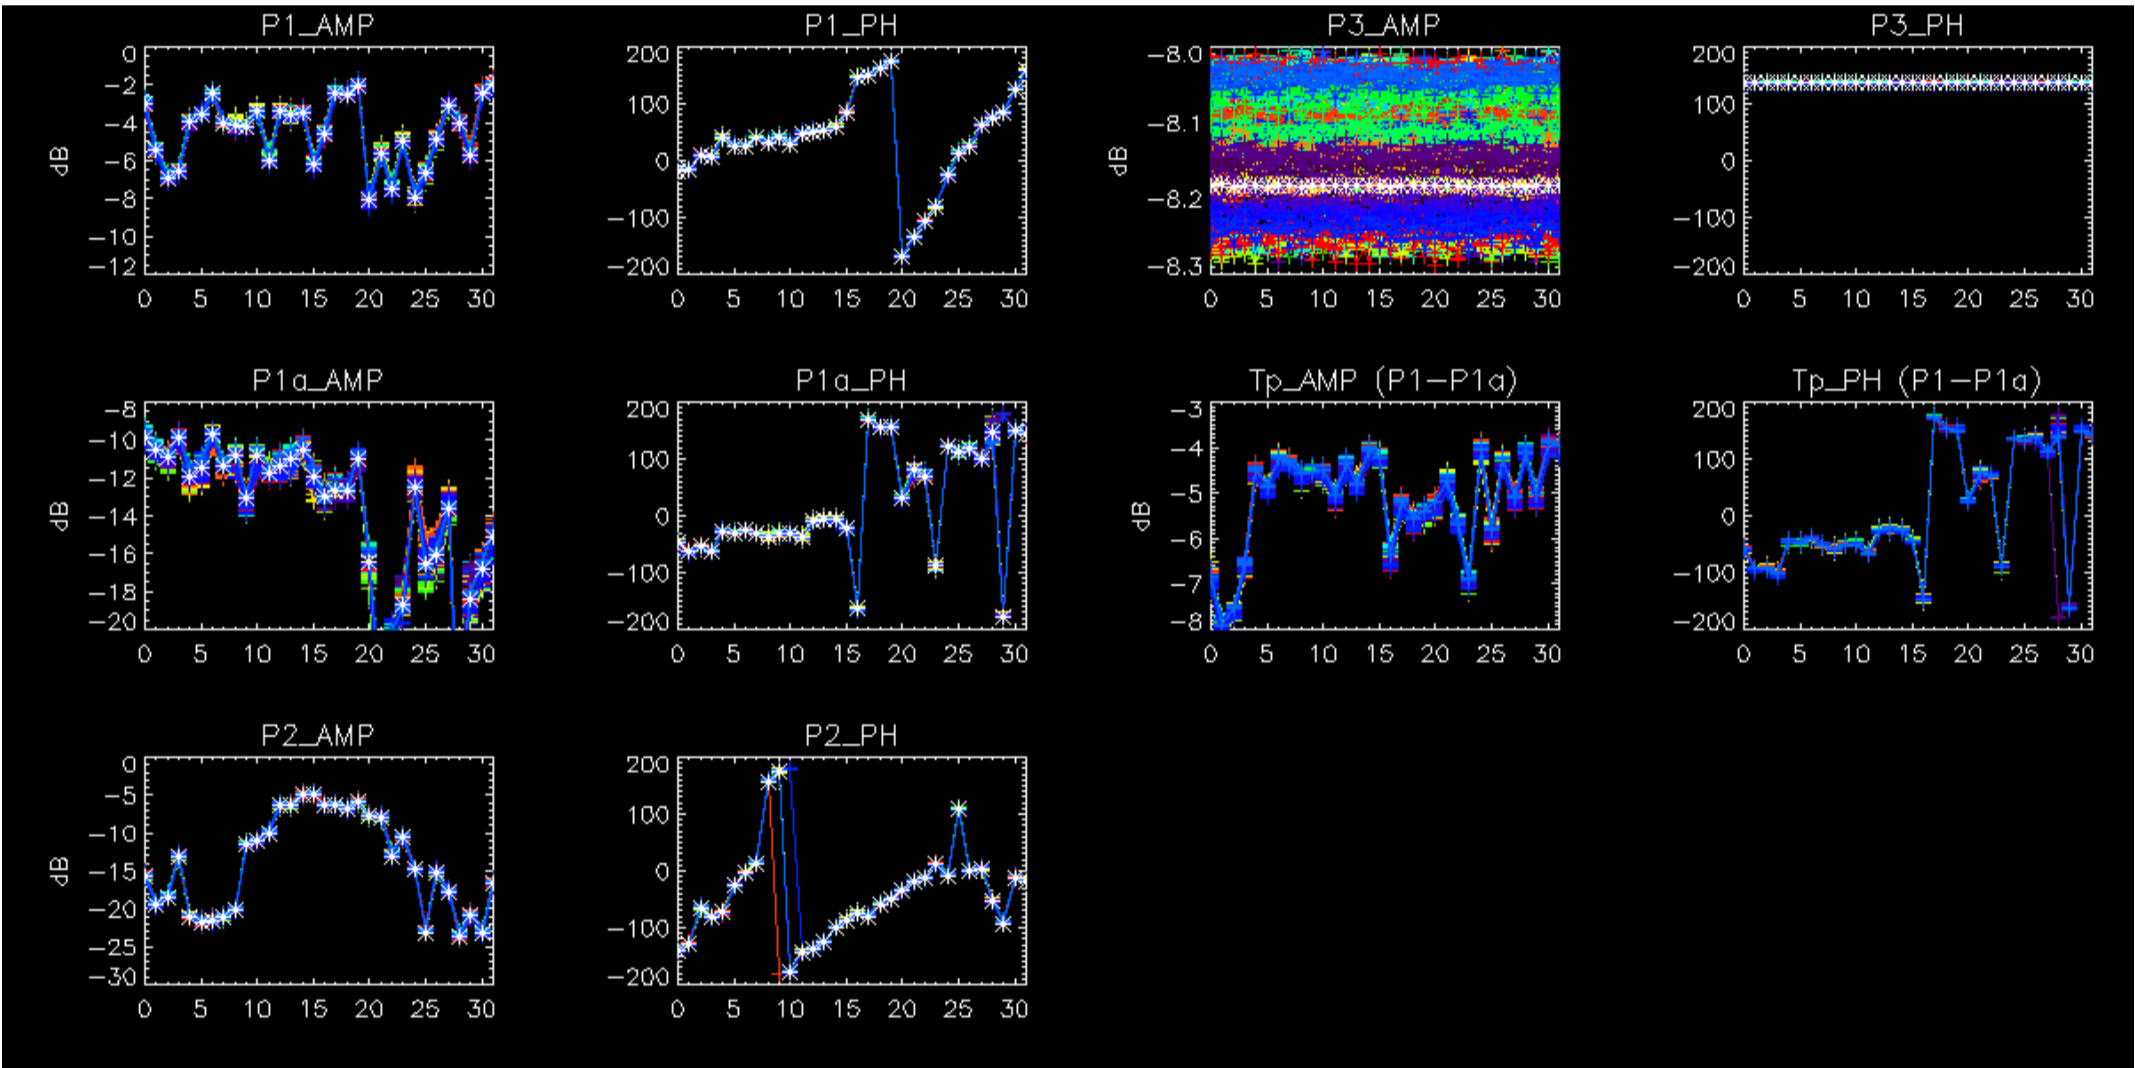 P1_AMP P1_PH P3_AMP P3_PH
0 200 −8.0 200
−2
−4 100 −8.1 100
dB −6 0 dB 0
−8 −8.2
−10 −100 −100
−12 −200 −8.3 −200
0 5 10 15 20 25 30 0 5 10 15 20 25 30 0 5 10 15 20 25 30 0 5 10 15 20 25 30
P1a_AMP P1a_PH Tp_AMP (P1−P1a) Tp_PH (P1−P1a)
−8 200 −3 200
−10 100 −4 100
−12
dB −14 0 dB −5 0
−16 −6
−18 −100 −7 −100
−20 −200 −8 −200
0 5 10 15 20 25 30 0 5 10 15 20 25 30 0 5 10 15 20 25 30 0 5 10 15 20 25 30
P2_AMP P2_PH
0 200
−5 100
−10
dB −15 0
−20 −100
−25
−30 −200
0 5 10 15 20 25 30 0 5 10 15 20 25 30